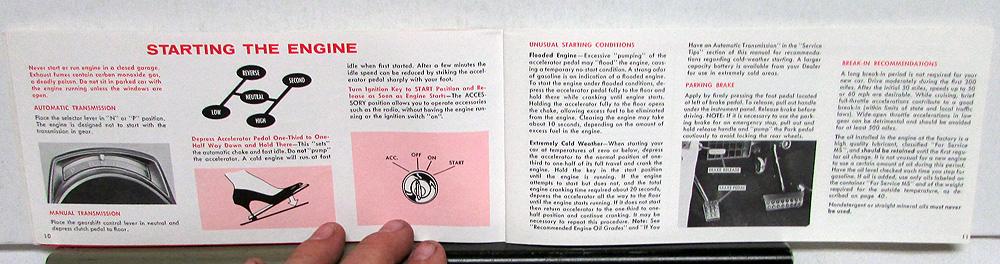 STARTING THE ENGINE
Never start or run engine in a closed garage.
Exhaust fumes contain carbon monoxide gas,
a deadly poison. Do not sit in parked car with
the engine running unless the windows are
open.
AUTOMATIC TRANSMISSION
Place the selector lever in "N" or "P" position.
The engine is designed not to start with the
transmission in gear.
MANUAL TRANSMISSION
Place the gearshift control lever in neutral and
depress clutch pedal to floor.
10
REVERSE
SECOND
NEUTRAL
LOW
HIGH
Depress Accelerator Pedal One-Third to One-
Half Way Down and Hold There—This "sets"
the automatic choke and fast idle. Do not "pump"
the accelerator. A cold engine will run at fast
idle when first started. After a few minutes the
idle speed can be reduced by striking the accel-
erator pedal sharply with your foot.
Turn Ignition Key to START Position and Re-
lease as Soon as Engine Starts—The ACCES-
SORY position allows you to operate accessories
such as the radio, without having the engine run-
ning or the ignition switch "on".
ACC.
OFF
ON
START
UNUSUAL STARTING CONDITIONS
Flooded Engine—Excessive "pumping" of the
accelerator pedal may "flood" the engine, caus-
ing a temporary no-start condition. A strong odor
of gasoline is an indication of a flooded engine.
To start the engine under flooded conditions, de-
press the accelerator pedal fully to the floor and
hold there while cranking until engine starts.
Holding the accelerator fully to the floor opens
the choke, allowing excess fuel to be eliminated
from the engine. Clearing the engine may take
about 10 seconds, depending on the amount of
excess fuel in the engine.
Extremely Cold Weather—When starting your
car at temperatures of zero or below, depress
the accelerator to the normal position of one-
third to one-half of its full travel and crank the
engine. Hold the key in the start position
until the engine is running. If the engine
attempts to start but does not, and the total
engine cranking time required about 20 seconds,
depress the accelerator all the way to the floor
until the engine starts. If it does not start
then return accelerator to the one-third to one-
half position and continue cranking. It may be
necessary to repeat this procedure. Note: See
"Recommended Engine Oil Grades" and "If You
Have an Automatic Transmission" in the "Service
Tips" section of this manual for recommenda-
tions regarding cold-weather starting. A larger
capacity battery is available from your Dealer
for use in extremely cold areas.
PARKING BRAKE
Apply by firmly pressing the foot pedal located
at left of brake pedal. To release, pull out handle
under the instrument panel. Release brake before
driving. NOTE: If it is necessary to use the park-
ing brake for an emergency stop, pull out and
hold release handle and "pump" the Park pedal
cautiously to avoid locking the rear wheels.
BRAKE RELEASE
BRAKE PEDAL
BREAK-IN RECOMMENDATIONS
A long break-in period is not required for your
new car. Drive moderately during the first 300
miles. After the initial 50 miles, speeds up to 50
or 60 mph are desirable. While cruising, brief
full-throttle accelerations contribute to a good
break-in (within limits of state and local traffic
laws). Wide-open throttle accelerations in low
gear can be detrimental and should be avoided
for at least 300 miles.
The oil installed in the engine at the factory is a
high quality lubricant, classified "For Service
MS", and should be retained until the first regu-
lar oil change. It is not unusual for a new engine
to use a certain amount of oil during this period.
Have the oil level checked each time you stop for
gasoline. If oil is added, use only oils labeled on
the container "For Service MS" and of the weight
required for the outside temperature, as de-
scribed on page 40.
Nondetergent or straight mineral oils must never
be used.
11